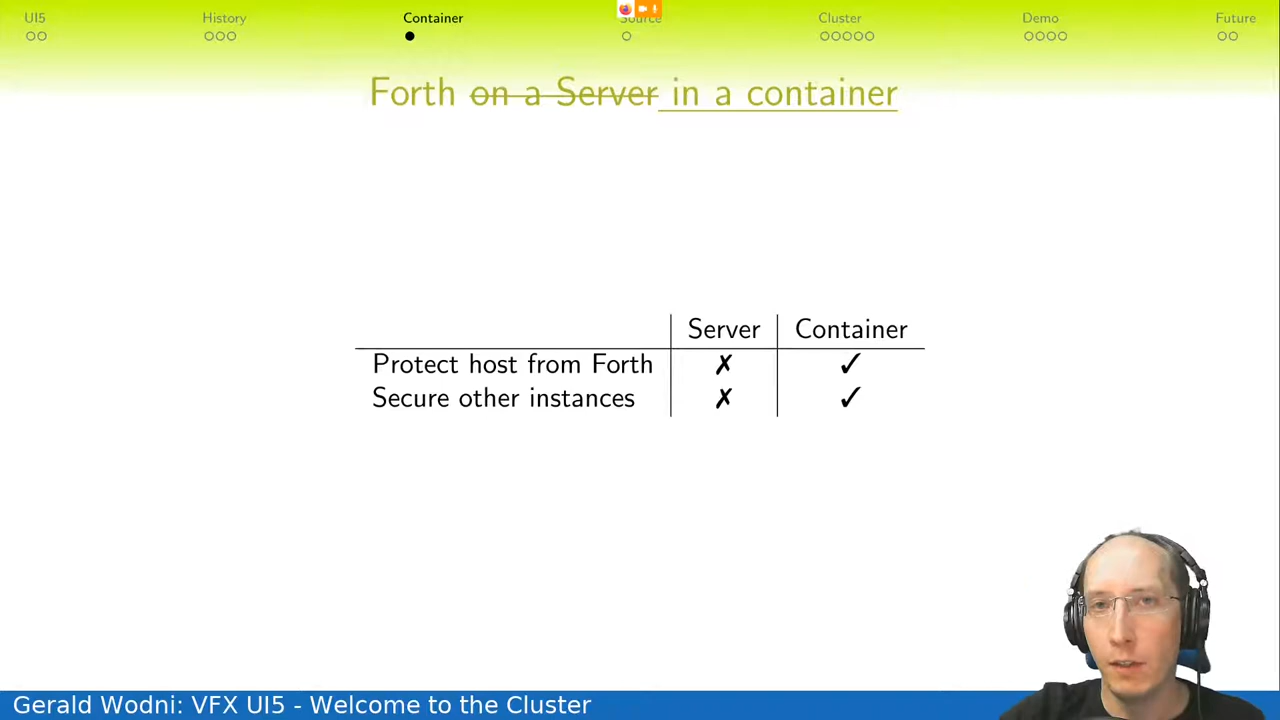 UI5 History Container Source Cluster Demo Future
Forth on a Server in a container
Server Container
Protect host from Forth ✗ ✓
Secure other instances ✗ ✓
Gerald Wodni: VFX UI5 - Welcome to the Cluster